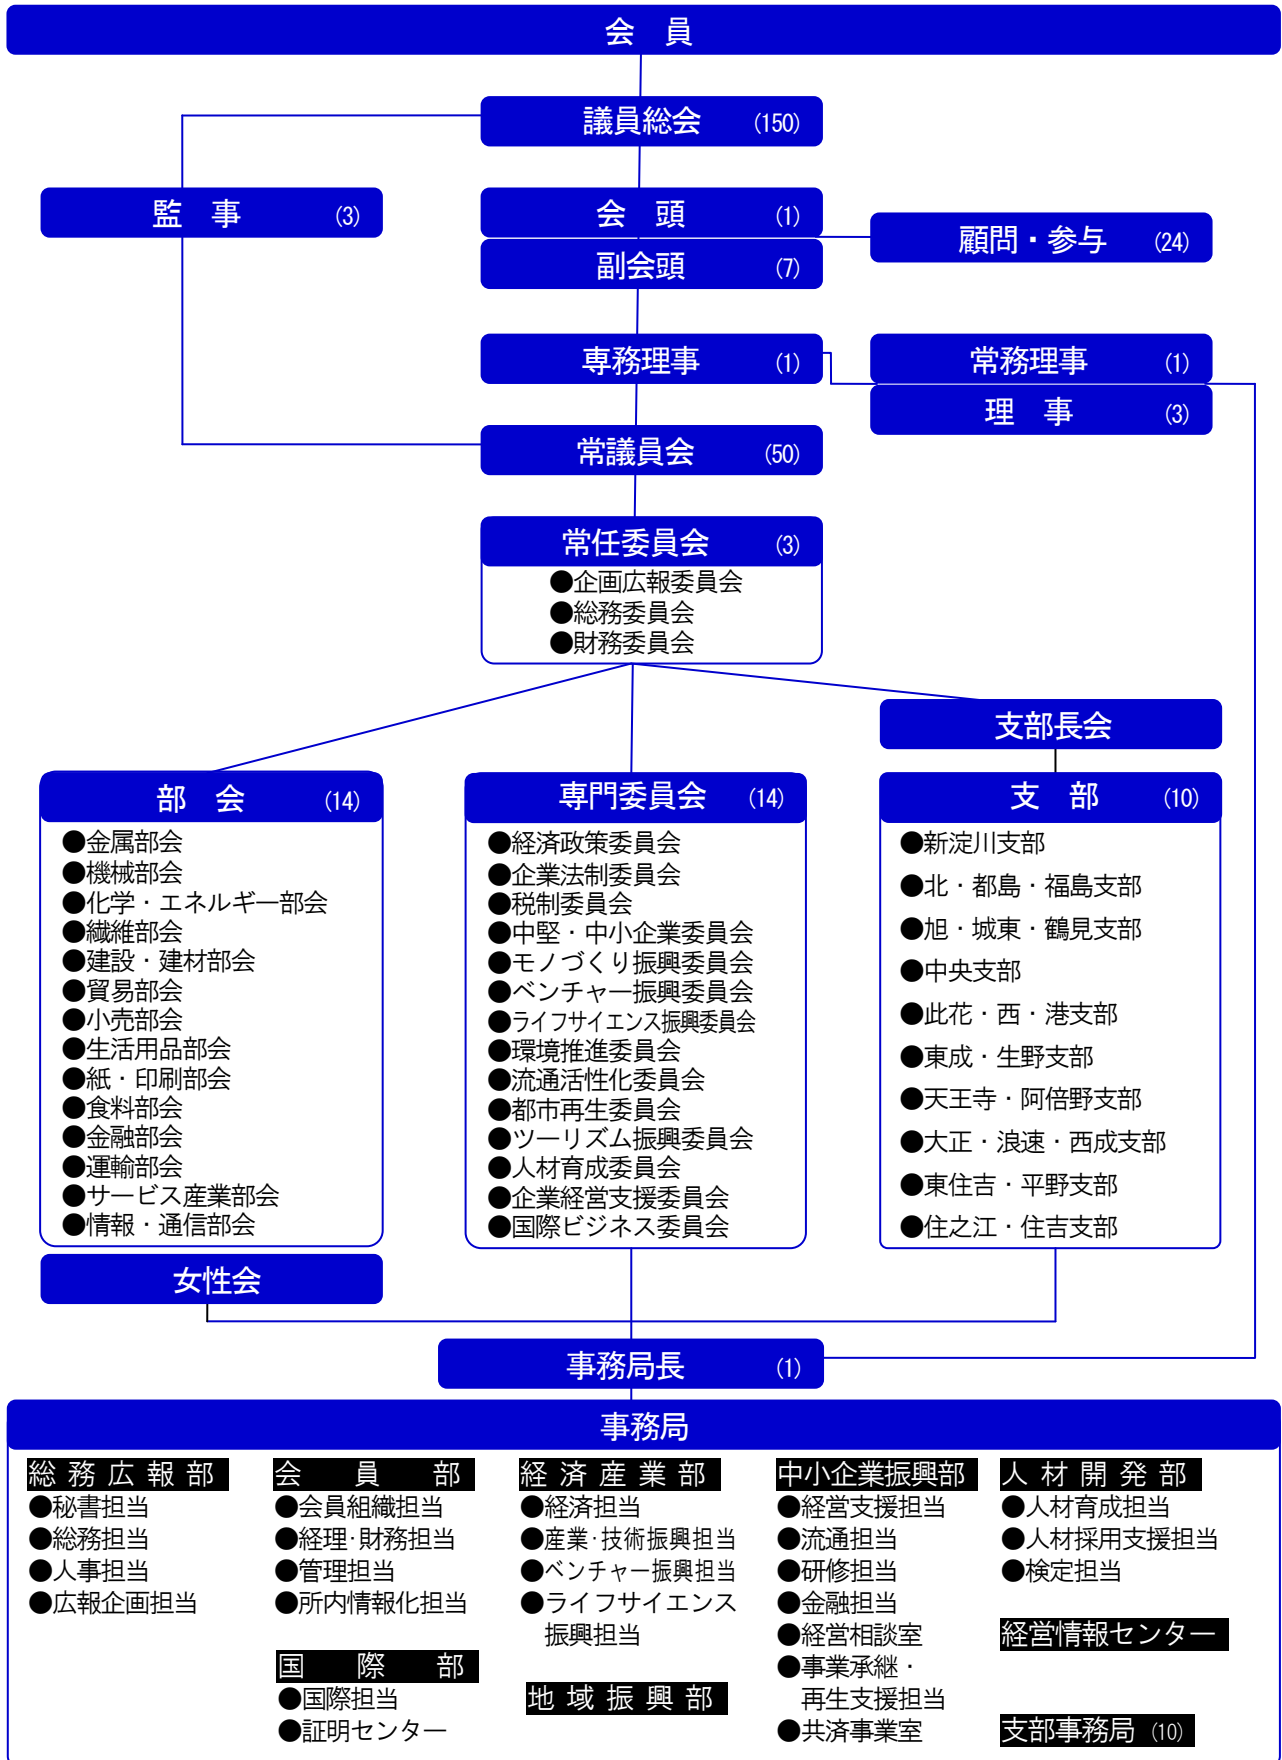 会　員
議員総会 (150)
監　事 (3)
会　頭 (1)
顧問・参与 (24)
副会頭 (7)
専務理事 (1)
常務理事 (1)
理　事 (3)
常議員会 (50)
常任委員会 (3)
●企画広報委員会
●総務委員会
●財務委員会
支部長会
部　会 (14)
●金属部会
●機械部会
●化学・エネルギー部会
●繊維部会
●建設・建材部会
●貿易部会
●小売部会
●生活用品部会
●紙・印刷部会
●食料部会
●金融部会
●運輸部会
●サービス産業部会
●情報・通信部会
女性会
専門委員会 (14)
●経済政策委員会
●企業法制委員会
●税制委員会
●中堅・中小企業委員会
●モノづくり振興委員会
●ベンチャー振興委員会
●ライフサイエンス振興委員会
●環境推進委員会
●流通活性化委員会
●都市再生委員会
●ツーリズム振興委員会
●人材育成委員会
●企業経営支援委員会
●国際ビジネス委員会
支　部 (10)
●新淀川支部
●北・都島・福島支部
●旭・城東・鶴見支部
●中央支部
●此花・西・港支部
●東成・生野支部
●天王寺・阿倍野支部
●大正・浪速・西成支部
●東住吉・平野支部
●住之江・住吉支部
事務局長 (1)
事務局
総務広報部
●秘書担当
●総務担当
●人事担当
●広報企画担当
会　員　部
●会員組織担当
●経理・財務担当
●管理担当
●所内情報化担当
国　際　部
●国際担当
●証明センター
経済産業部
●経済担当
●産業・技術振興担当
●ベンチャー振興担当
●ライフサイエンス
振興担当
地域振興部
中小企業振興部
●経営支援担当
●流通担当
●研修担当
●金融担当
●経営相談室
●事業承継・
再生支援担当
●共済事業室
人材開発部
●人材育成担当
●人材採用支援担当
●検定担当
経営情報センター
支部事務局 (10)